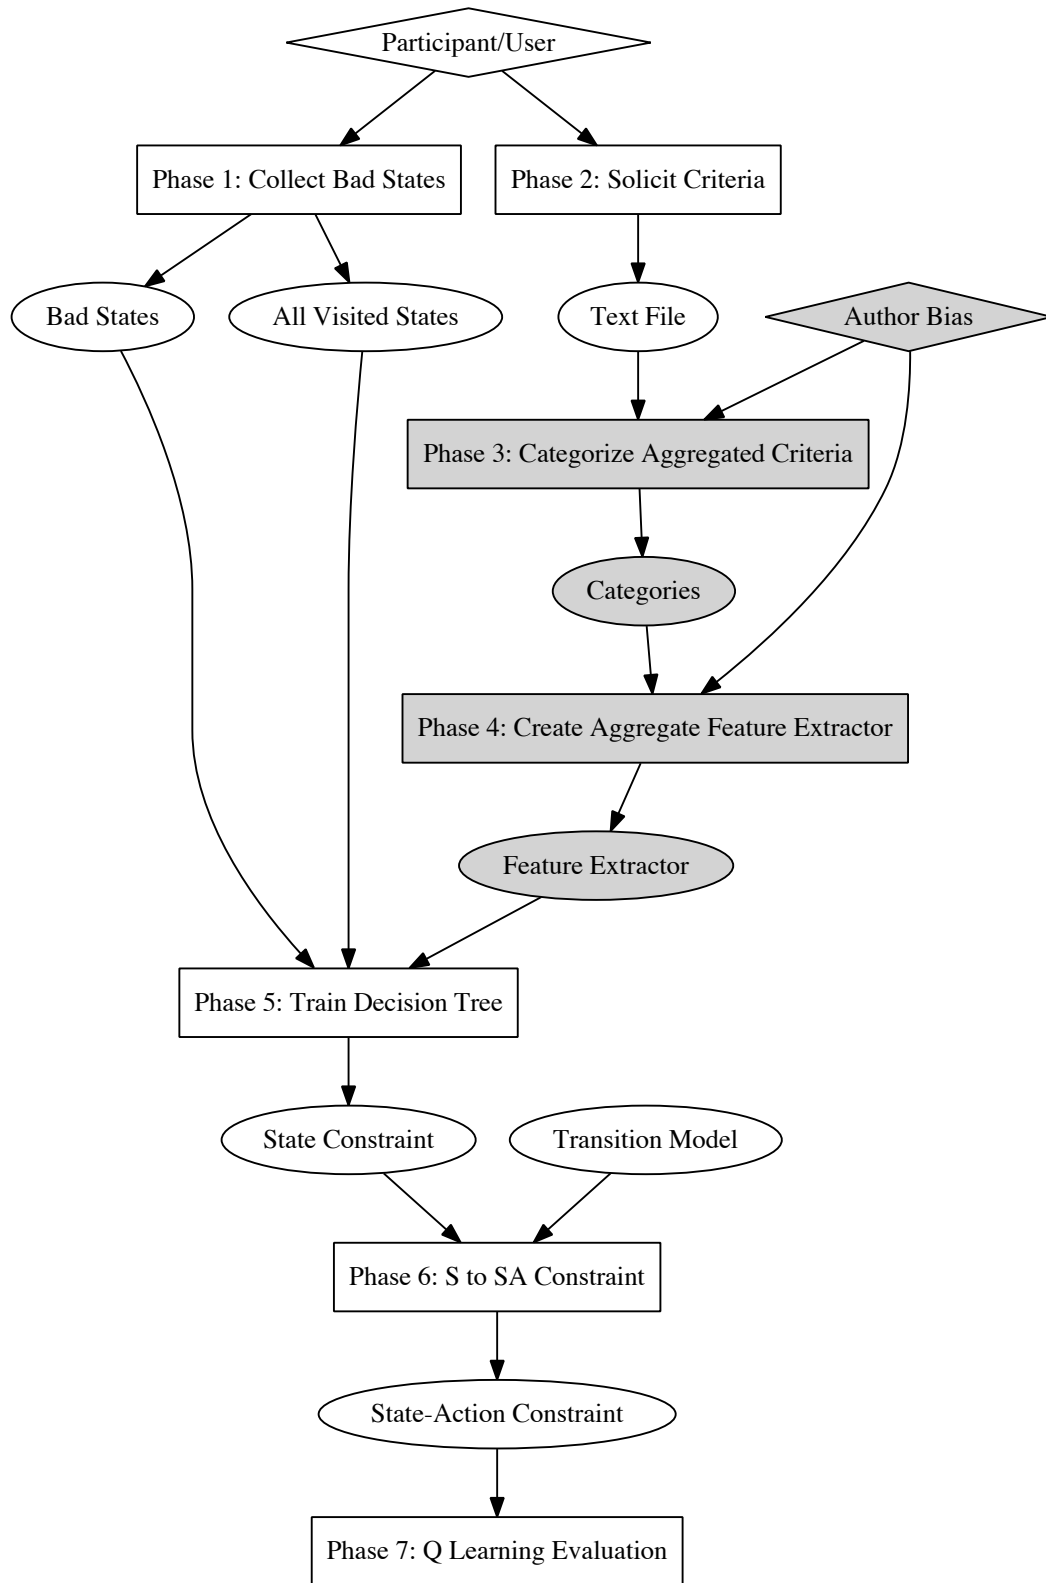 Participant/User
Phase 1: Collect Bad States
Phase 2: Solicit Criteria
Bad States
All Visited States
Text File
Author Bias
Phase 3: Categorize Aggregated Criteria
Categories
Phase 4: Create Aggregate Feature Extractor
Feature Extractor
Phase 5: Train Decision Tree
State Constraint
Transition Model
Phase 6: S to SA Constraint
State-Action Constraint
Phase 7: Q Learning Evaluation